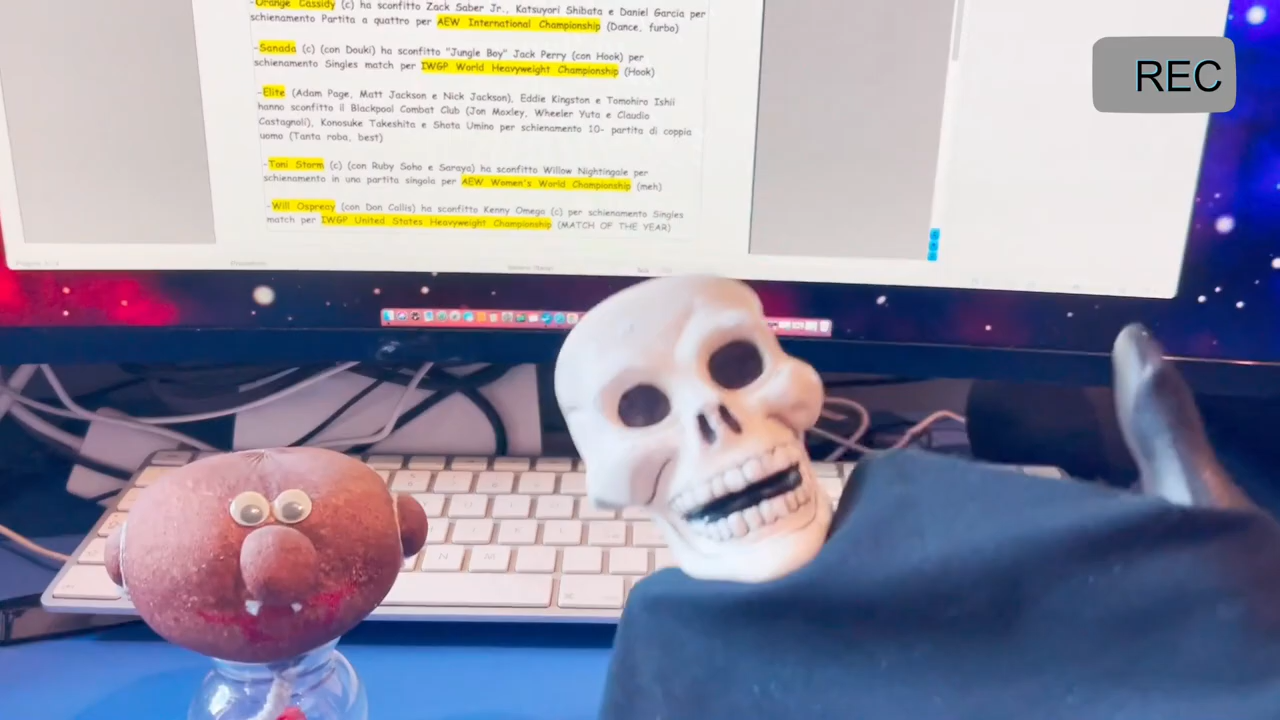 -Orange Cassidy (c) ha sconfitto Zack Saber Jr., Katsuyori Shibata e Daniel Garcia per
schienamento Partita a quattro per AEW International Championship (Dance, furbo)
REC
-Sanada (c) (con Douki) ha sconfitto "Jungle Boy" Jack Perry (con Hook) per
schienamento Singles match per IWGP World Heavyweight Championship (Hook)
-Elite (Adam Page, Matt Jackson e Nick Jackson), Eddie Kingston e Tomohiro Ishii
hanno sconfitto il Blackpool Combat Club (Jon Moxley, Wheeler Yuta e Claudio
Castagnoli), Konosuke Takeshita e Shota Umino per schienamento 10- partita di coppia
uomo (Tanta roba, best)
-Toni Storm (c) (con Ruby Soho e Saraya) ha sconfitto Willow Nightingale per
schienamento in una partita singola per AEW Women's World Championship (meh)
-Will Ospreay (con Don Callis) ha sconfitto Kenny Omega (c) per schienamento Singles
match per IWGP United States Heavyweight Championship (MATCH OF THE YEAR)